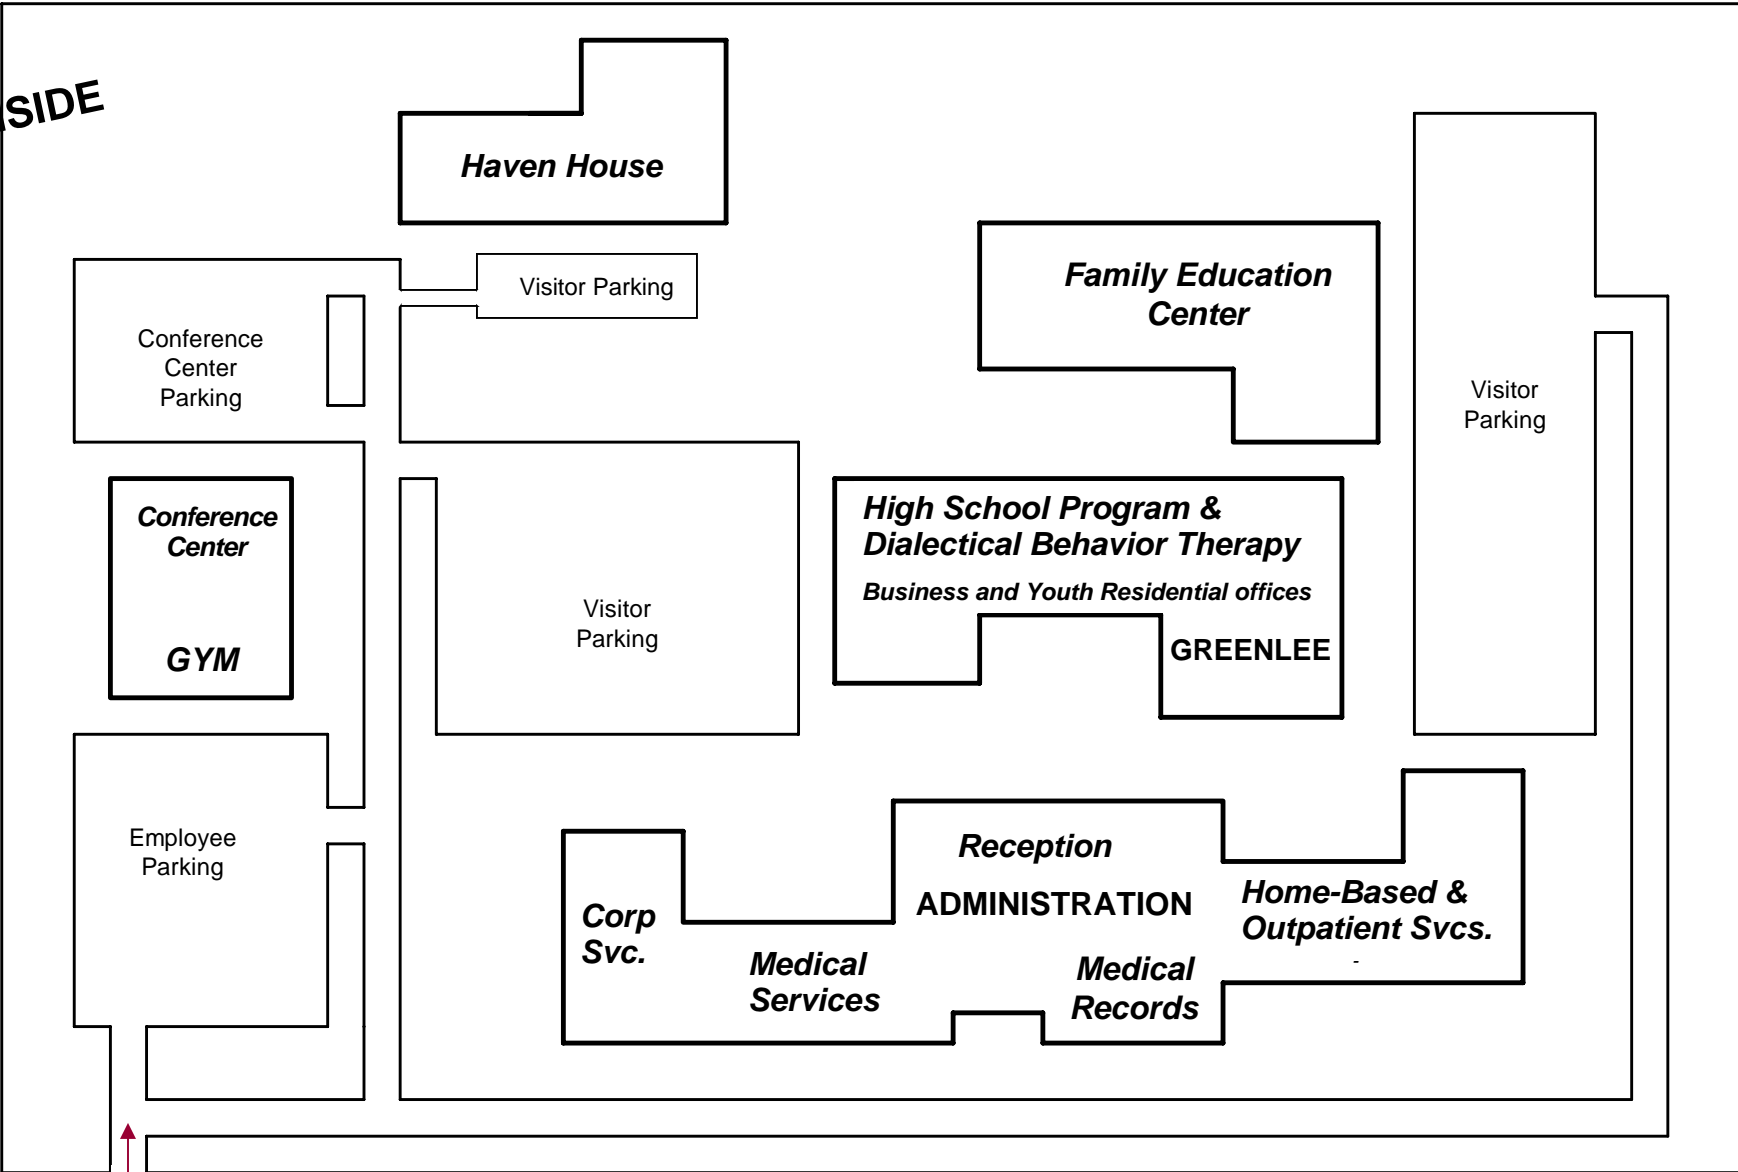 SIDE
Haven House
Visitor Parking
Family Education
Center
Conference
Center
Parking
Visitor
Parking
Conference
Center
GYM
Visitor
Parking
High School Program &
Dialectical Behavior Therapy
Business and Youth Residential offices
GREENLEE
Employee
Parking
Reception
ADMINISTRATION
Corp
Svc.
Medical
Services
Medical
Records
Home-Based &
Outpatient Svcs.
-